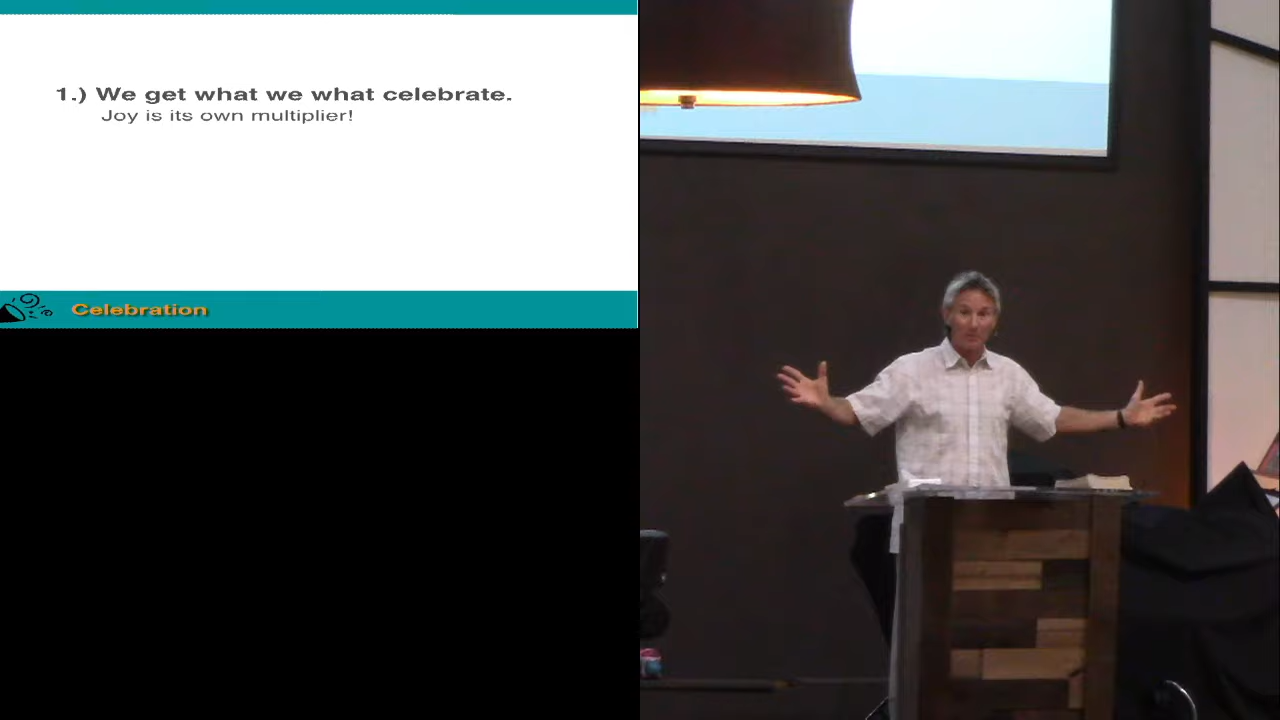 1.) We get what we what celebrate.
Joy is its own multiplier!
Celebration